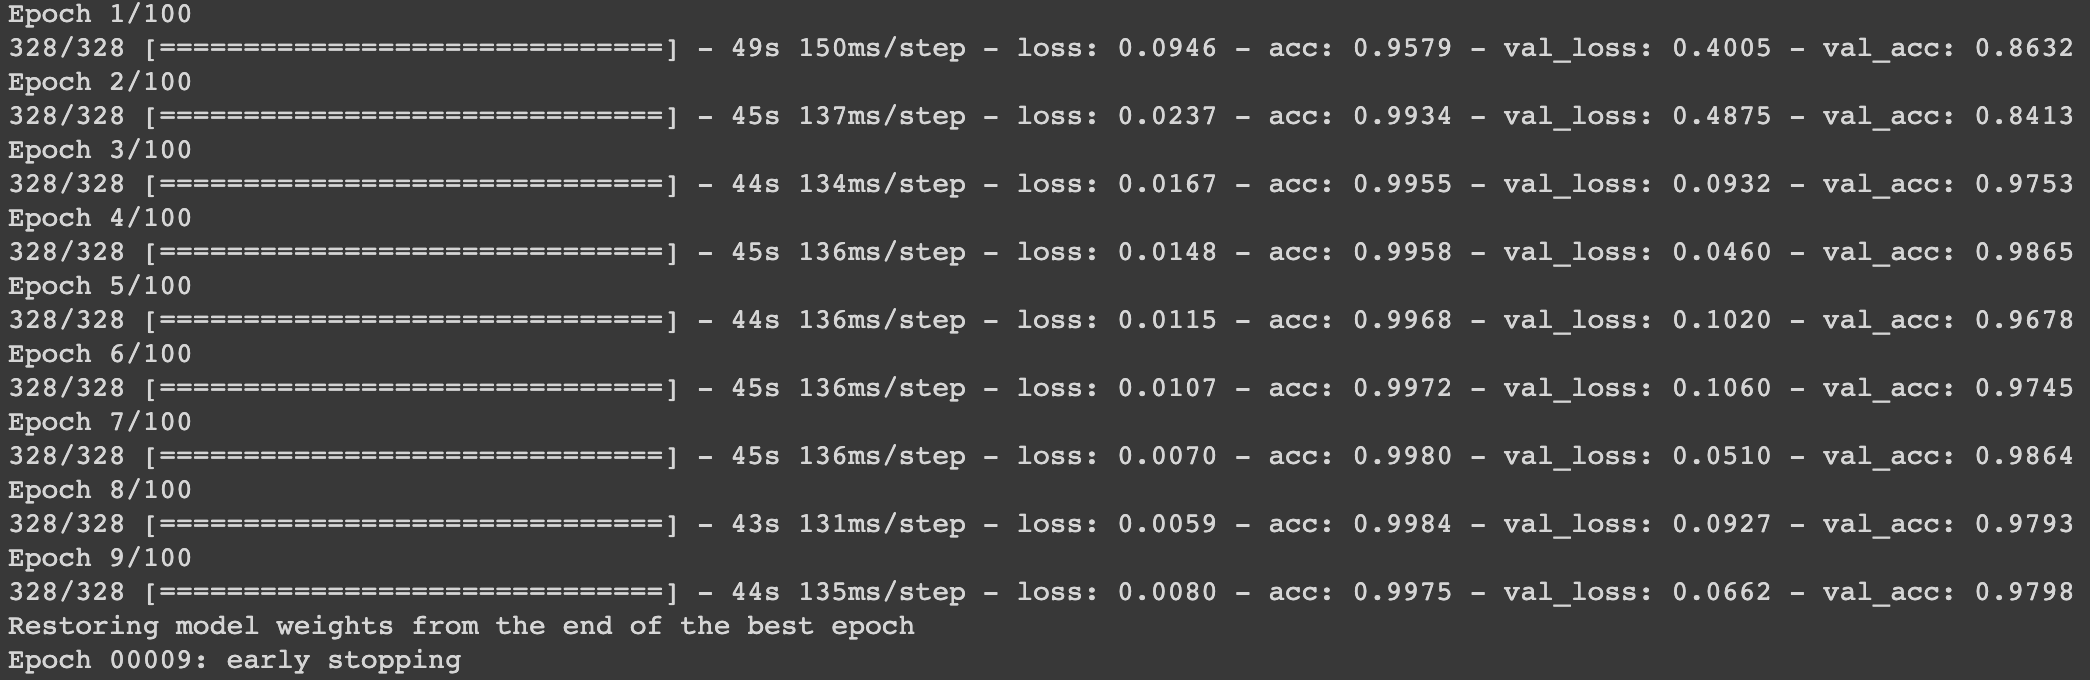 Epoch 1/100
328/328 [==============================] - 49s 150ms/step - loss: 0.0946 - acc: 0.9579 - val_loss: 0.4005 - val_acc: 0.8632
Epoch 2/100
328/328 [==============================] - 45s 137ms/step - loss: 0.0237 - acc: 0.9934 - val_loss: 0.4875 - val_acc: 0.8413
Epoch 3/100
328/328 [==============================] - 44s 134ms/step - loss: 0.0167 - acc: 0.9955 - val_loss: 0.0932 - val_acc: 0.9753
Epoch 4/100
328/328 [==============================] - 45s 136ms/step - loss: 0.0148 - acc: 0.9958 - val_loss: 0.0460 - val_acc: 0.9865
Epoch 5/100
328/328 [==============================] - 44s 136ms/step - loss: 0.0115 - acc: 0.9968 - val_loss: 0.1020 - val_acc: 0.9678
Epoch 6/100
328/328 [==============================] - 45s 136ms/step - loss: 0.0107 - acc: 0.9972 - val_loss: 0.1060 - val_acc: 0.9745
Epoch 7/100
328/328 [==============================] - 45s 136ms/step - loss: 0.0070 - acc: 0.9980 - val_loss: 0.0510 - val_acc: 0.9864
Epoch 8/100
328/328 [==============================] - 43s 131ms/step - loss: 0.0059 - acc: 0.9984 - val_loss: 0.0927 - val_acc: 0.9793
Epoch 9/100
328/328 [==============================] - 44s 135ms/step - loss: 0.0080 - acc: 0.9975 - val_loss: 0.0662 - val_acc: 0.9798
Restoring model weights from the end of the best epoch
Epoch 00009: early stopping